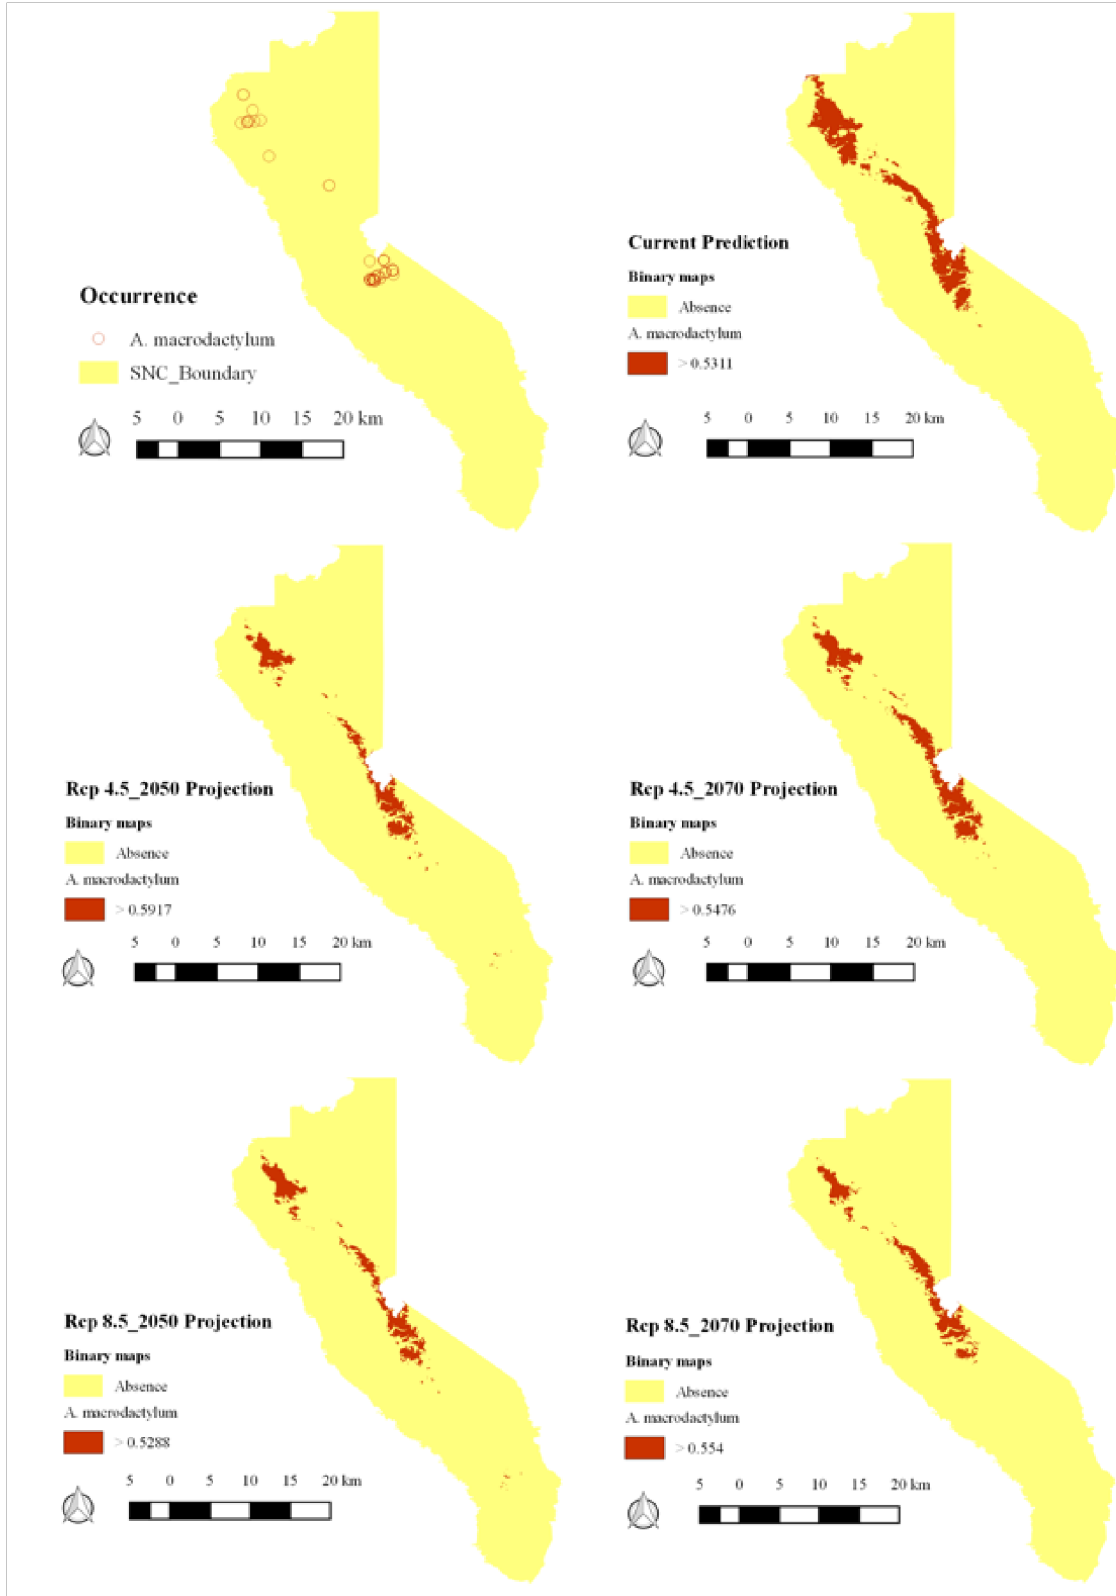 Occurrence
A. macrodactylum
SNC_Boundary
5 0 5 10 15 20 km
Current Prediction
Binary maps
Absence
A. macrodactylum
> 0.5311
5 0 5 10 15 20 km
Rcp 4.5_2050 Projection
Binary maps
Absence
A. macrodactylum
> 0.5917
5 0 5 10 15 20 km
Rcp 4.5_2070 Projection
Binary maps
Absence
A. macrodactylum
> 0.5476
5 0 5 10 15 20 km
Rcp 8.5_2050 Projection
Binary maps
Absence
A. macrodactylum
> 0.5288
5 0 5 10 15 20 km
Rcp 8.5_2070 Projection
Binary maps
Absence
A. macrodactylum
> 0.554
5 0 5 10 15 20 km